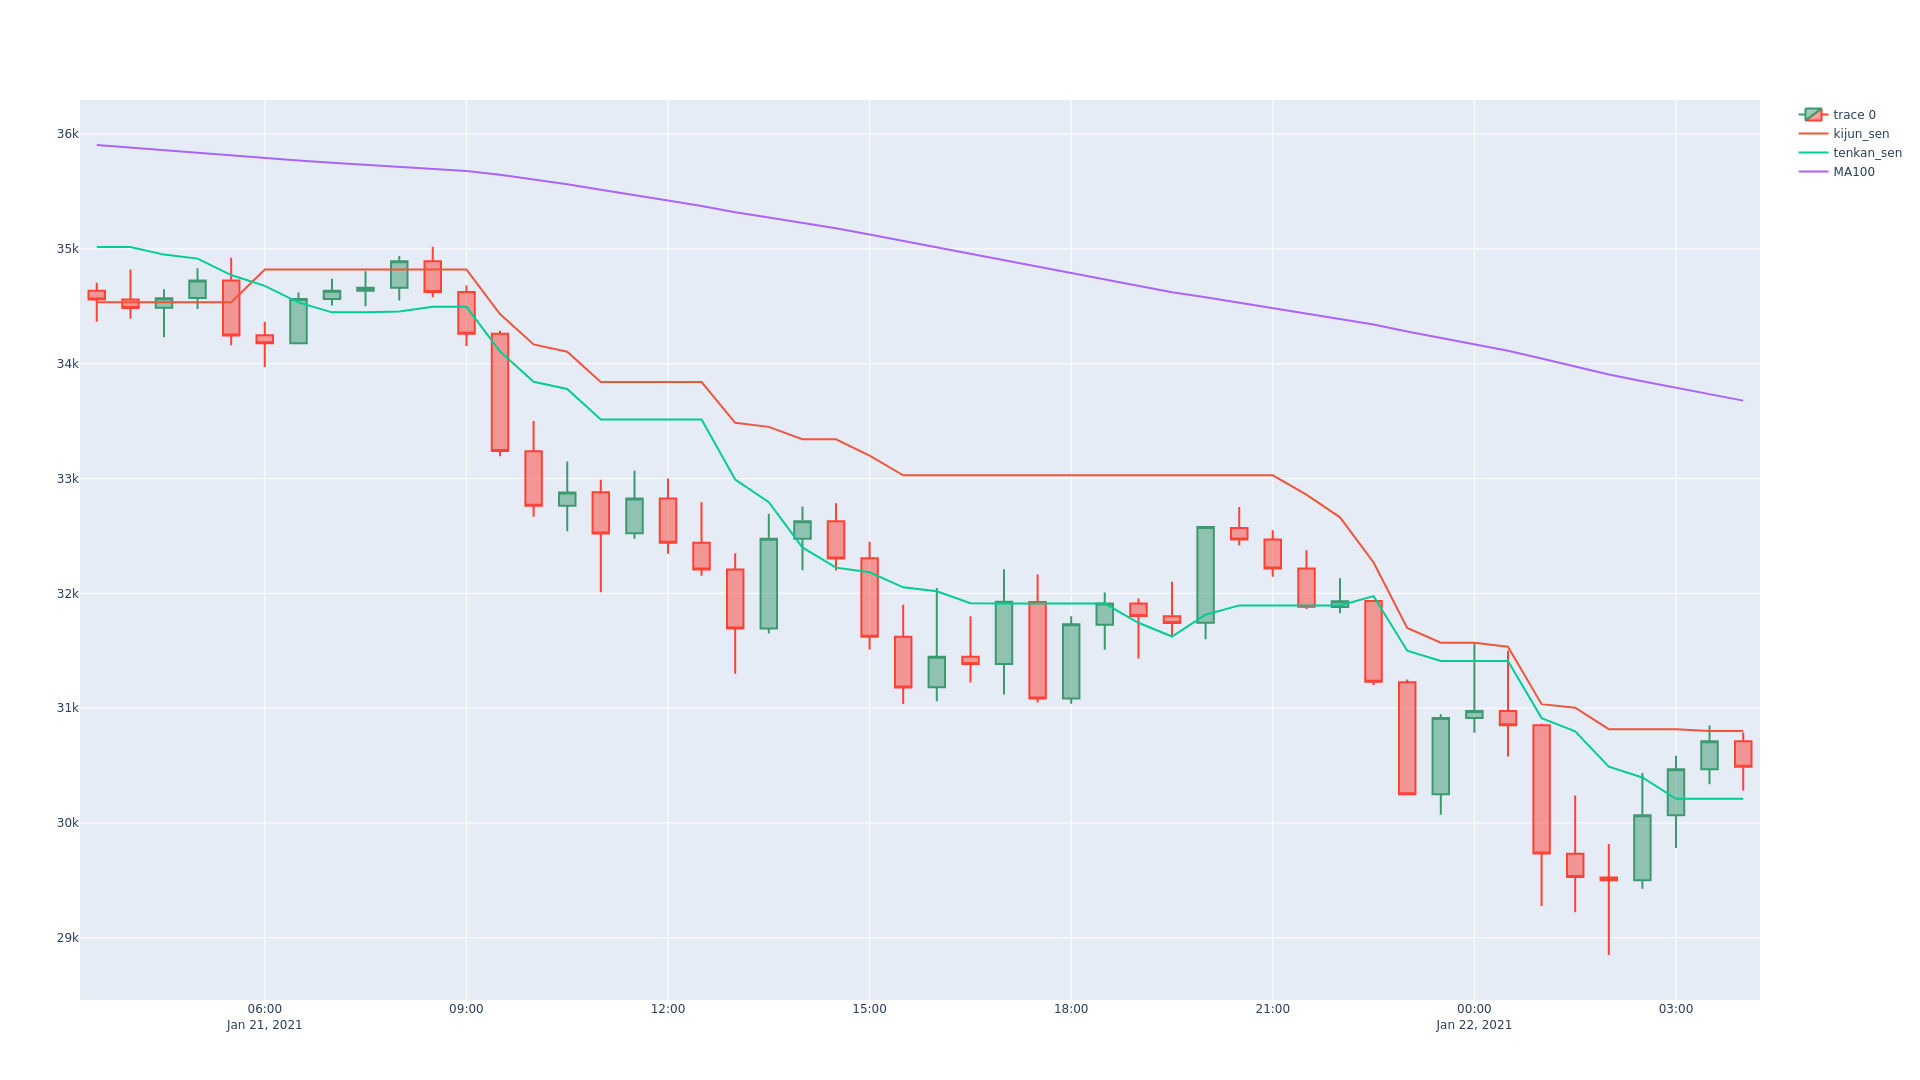 trace 0
kijun_sen
tenkan_sen
MA100
36k
35k
34k
33k
32k
31k
30k
29k
06:00 09:00 12:00 15:00 18:00 21:00 00:00 03:00
Jan 21, 2021 Jan 22, 2021